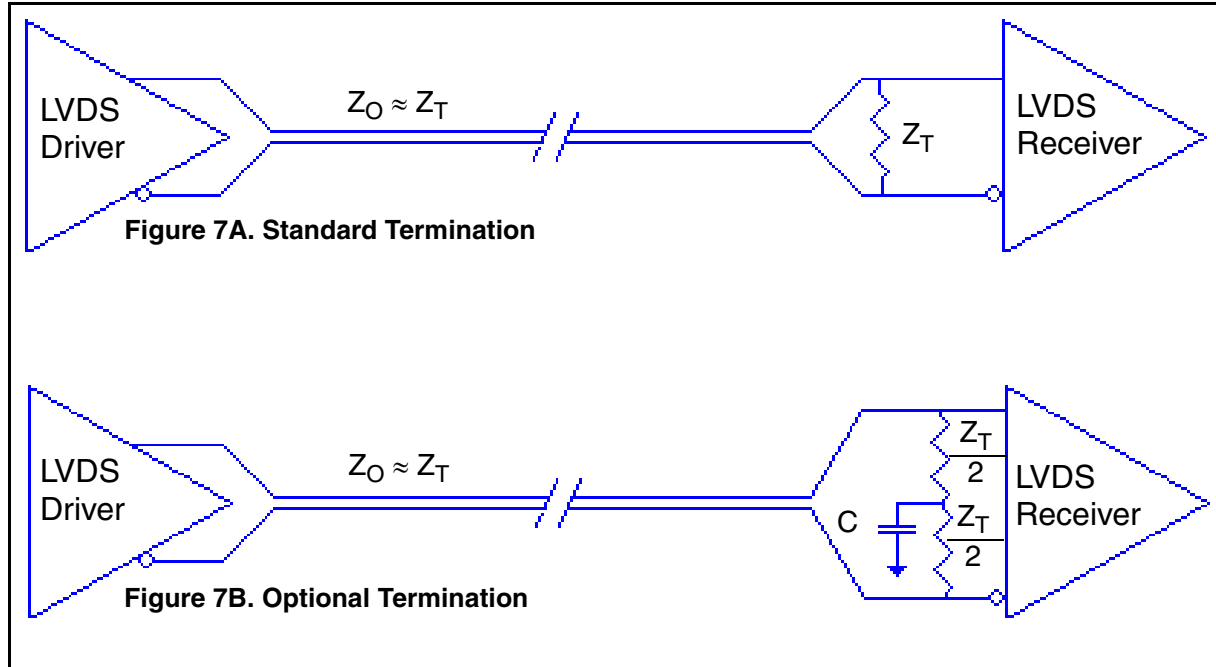 LVDS
Driver
Z_O ≈ Z_T
Z_T
LVDS
Receiver
Figure 7A. Standard Termination
LVDS
Driver
Z_O ≈ Z_T
C
Z_T
2
Z_T
2
LVDS
Receiver
Figure 7B. Optional Termination